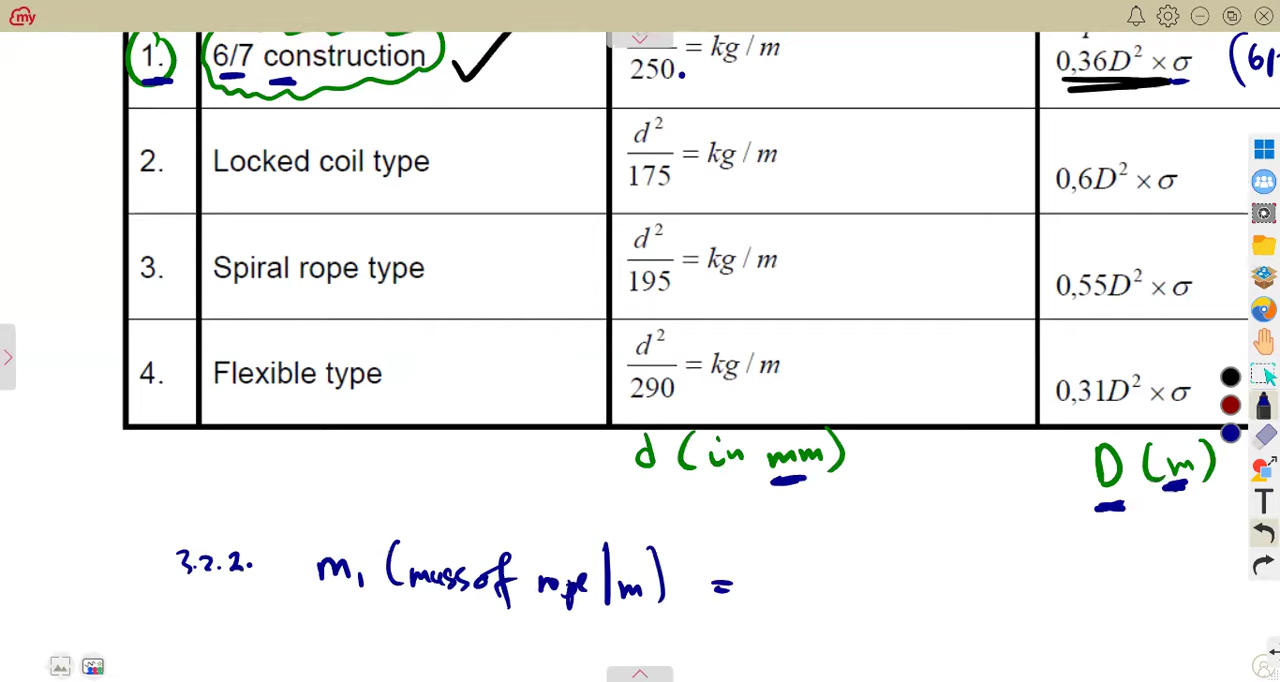 my
1. 6/7 construction 250 = kg / m 0,36D² × σ (6/
2. Locked coil type d²/175 = kg / m 0,6D² × σ
3. Spiral rope type d²/195 = kg / m 0,55D² × σ
4. Flexible type d²/290 = kg / m 0,31D² × σ
d (in mm) D (m)
3.2.2. m₁ (mass of rope/m) =
T